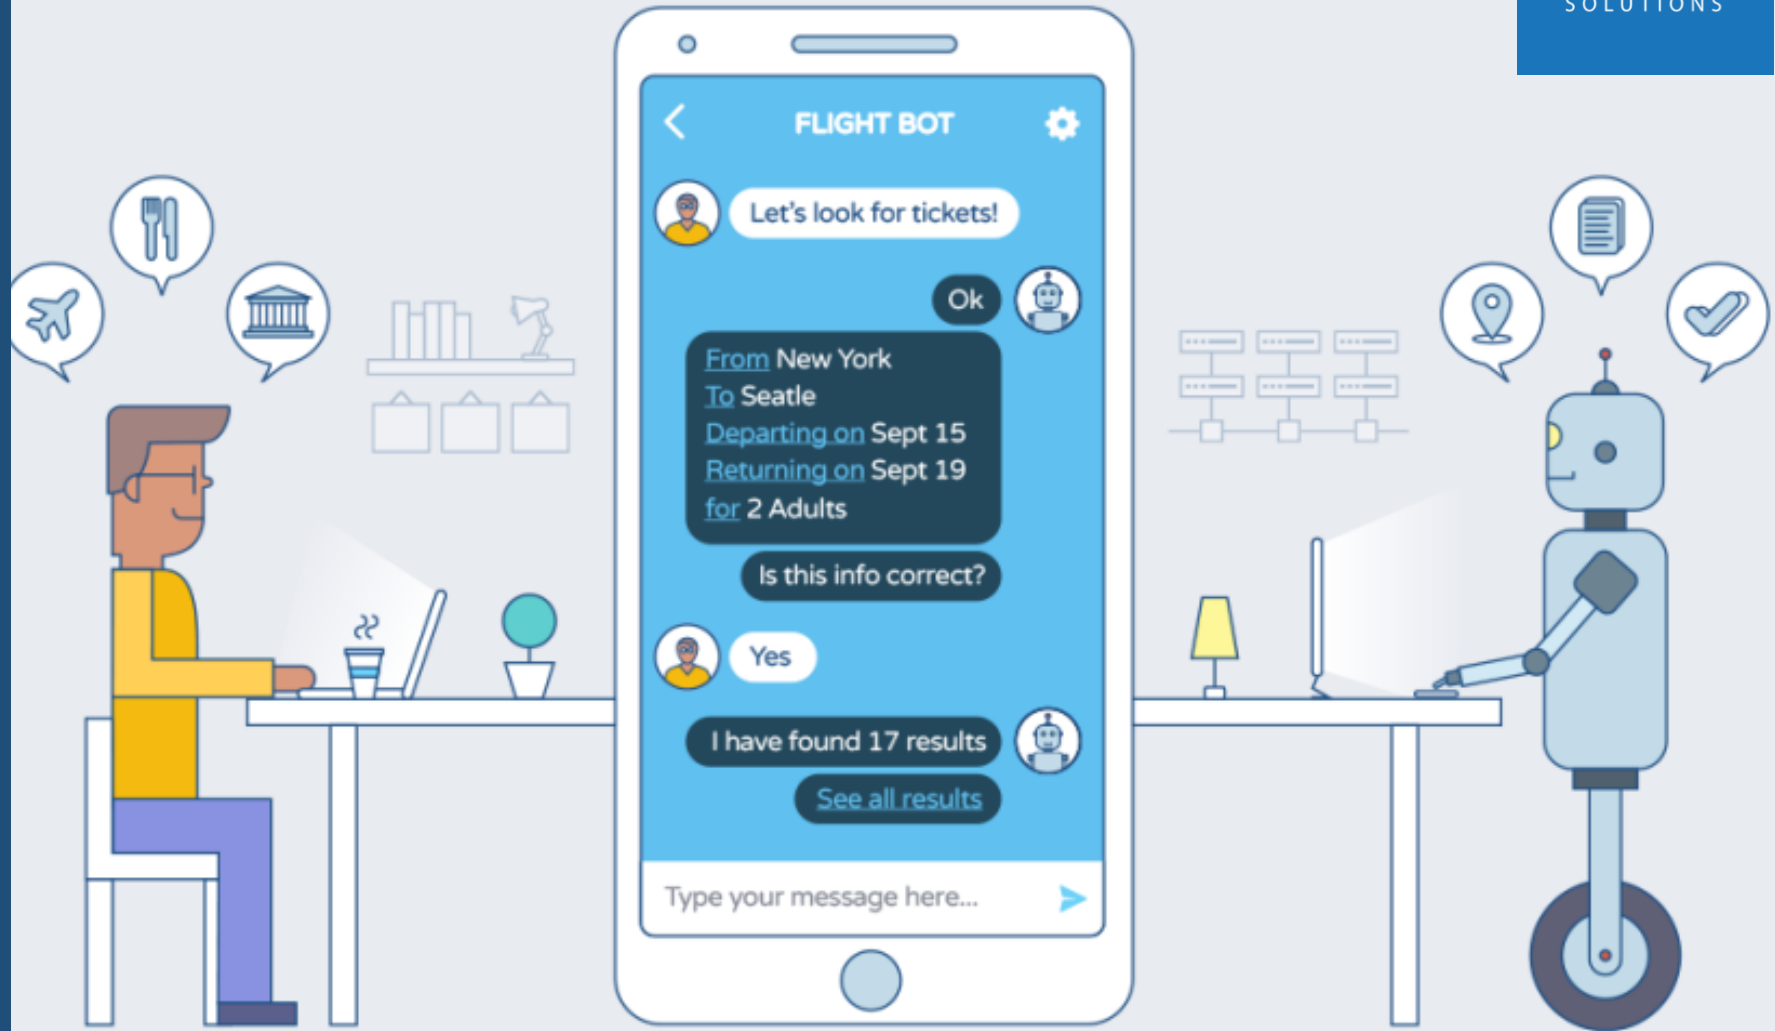 SOLUTIONS
FLIGHT BOT
Let's look for tickets!
Ok
From New York
To Seatle
Departing on Sept 15
Returning on Sept 19
for 2 Adults
Is this info correct?
Yes
I have found 17 results
See all results
Type your message here...